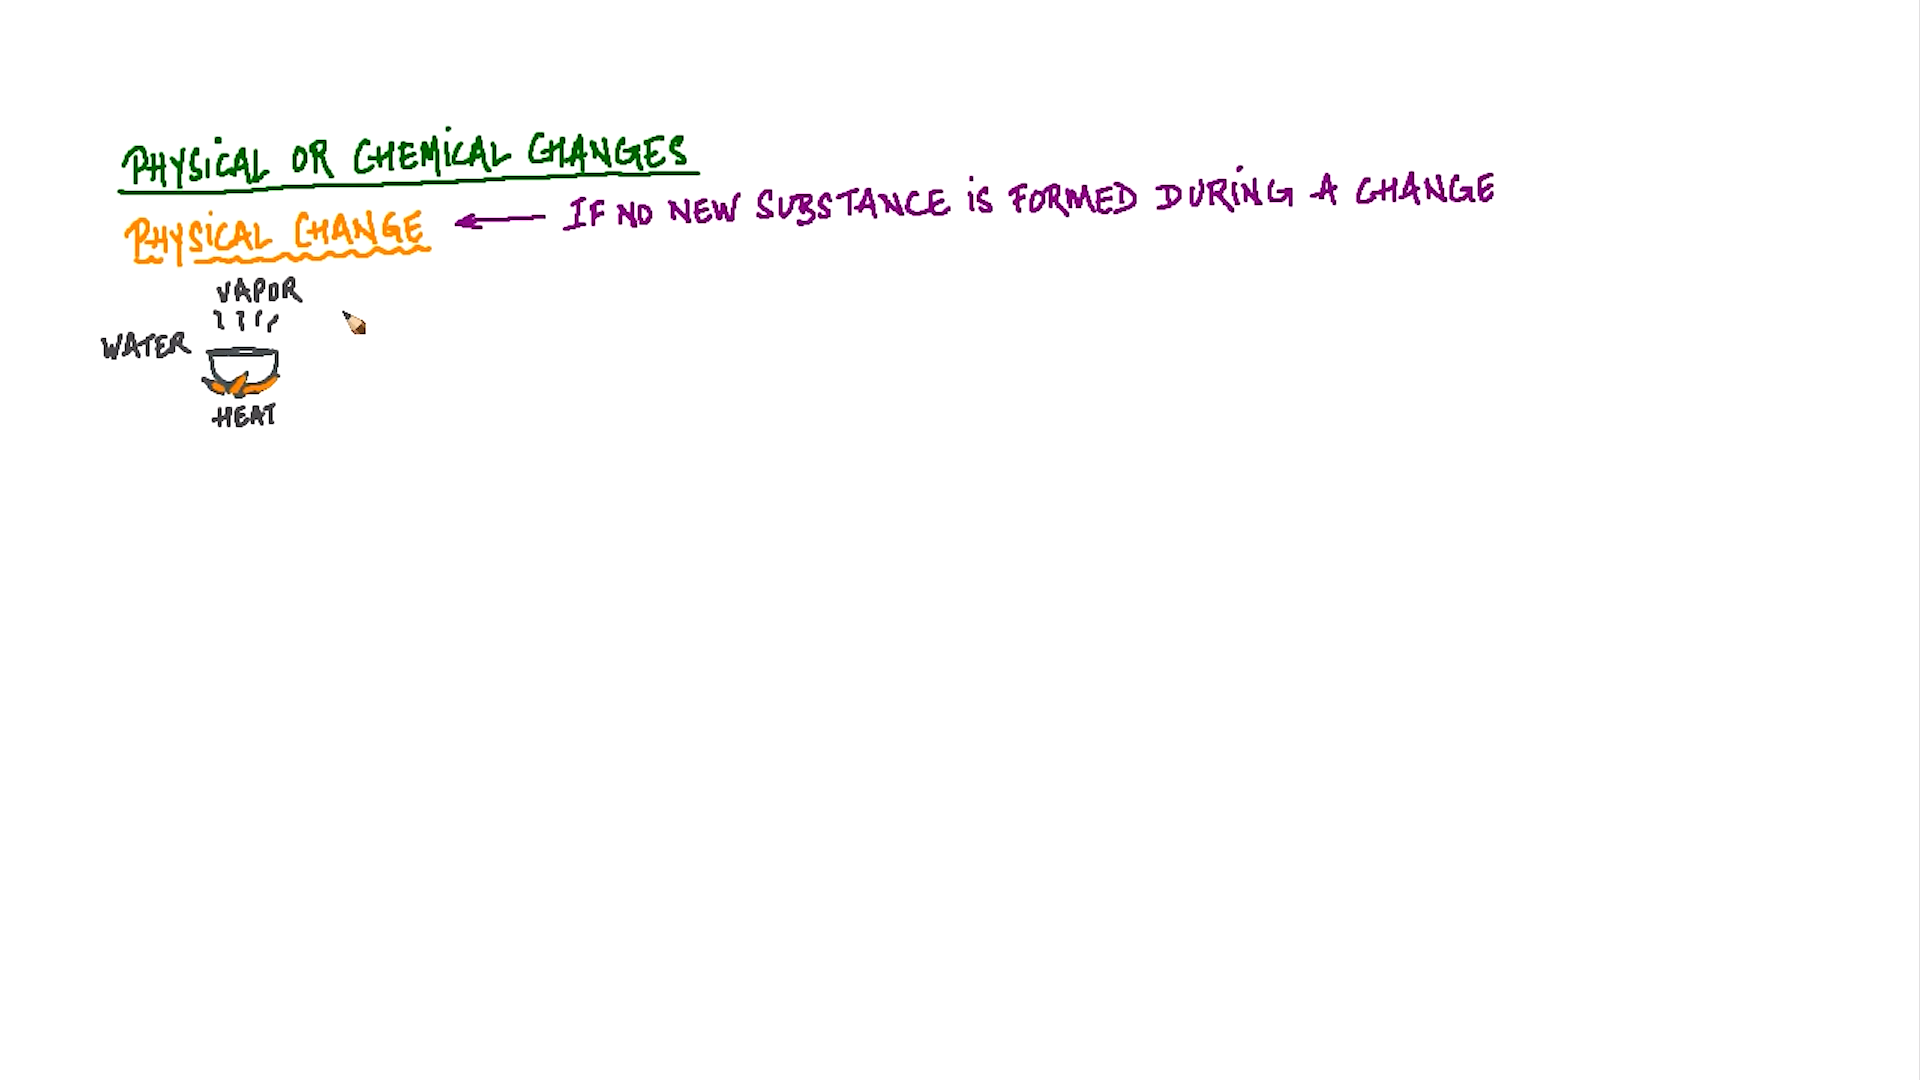 PHYSICAL OR CHEMICAL CHANGES
PHYSICAL CHANGE ← IF NO NEW SUBSTANCE IS FORMED DURING A CHANGE
VAPOR
WATER
HEAT